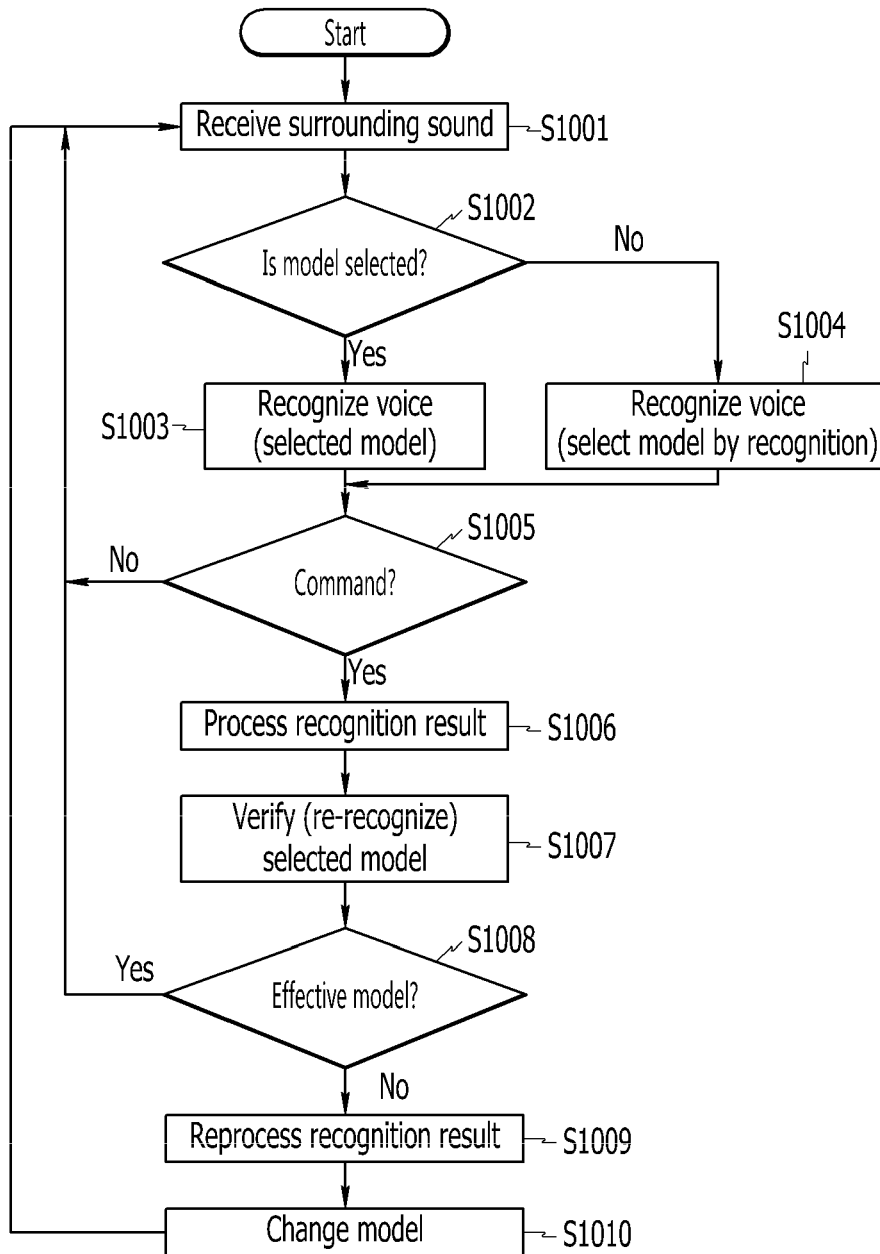 Start
Receive surrounding sound
S1001
S1002
Is model selected?
No
Yes
S1004
S1003
Recognize voice
(selected model)
Recognize voice
(select model by recognition)
S1005
No
Command?
Yes
Process recognition result
S1006
Verify (re-recognize)
selected model
S1007
S1008
Yes
Effective model?
No
Reprocess recognition result
S1009
Change model
S1010